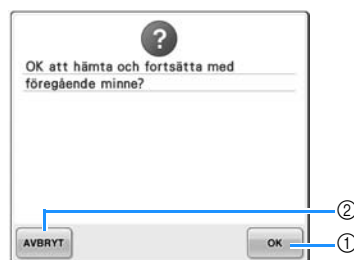 ?
OK att hämta och fortsätta med
föregående minne?
②
AVBRYT OK ①